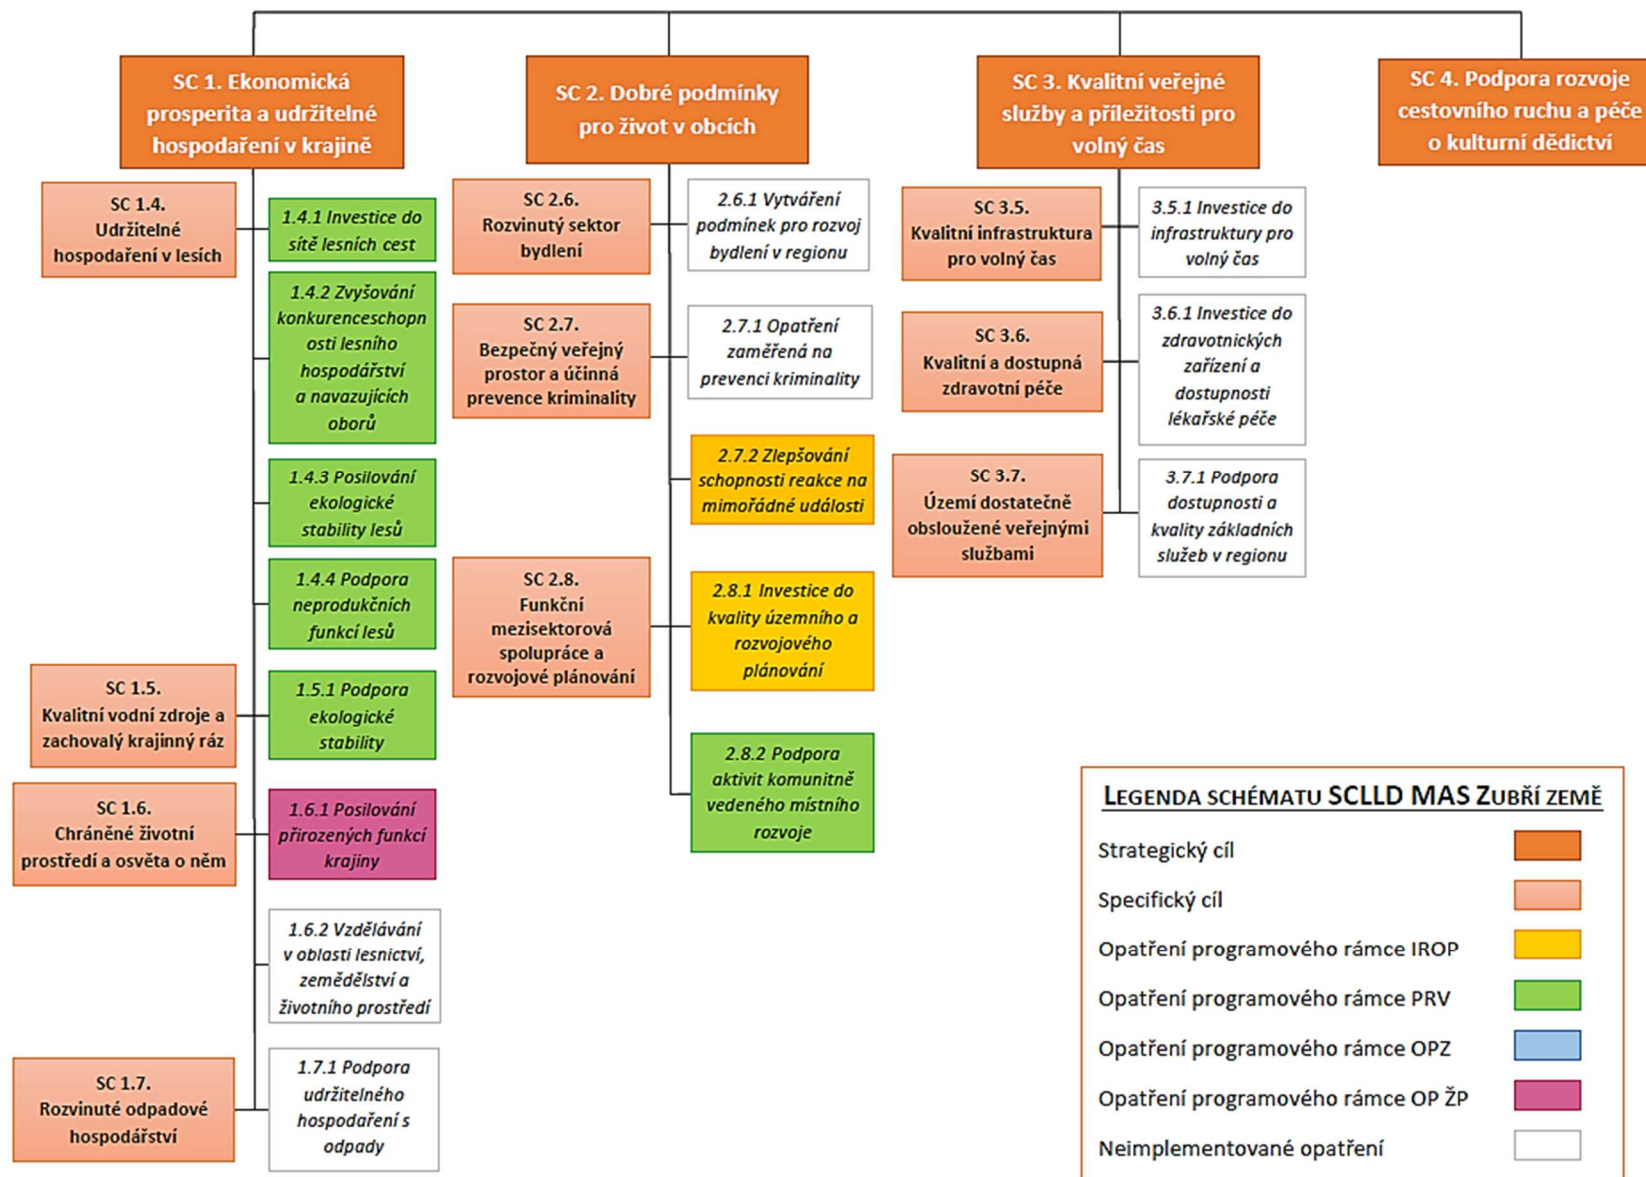 SC 1. Ekonomická
prosperita a udržitelné
hospodaření v krajině
SC 1.4.
Udržitelné
hospodaření v lesích
1.4.1 Investice do
sítě lesních cest
1.4.2 Zvyšování
konkurenceschopn
osti lesního
hospodářství
a navazujících
oborů
1.4.3 Posilování
ekologické
stability lesů
1.4.4 Podpora
neprodukčních
funkcí lesů
SC 1.5.
Kvalitní vodní zdroje a
zachovalý krajinný ráz
1.5.1 Podpora
ekologické
stability
SC 1.6.
Chráněné životní
prostředí a osvěta o něm
1.6.1 Posilování
přirozených funkcí
krajiny
1.6.2 Vzdělávání
v oblasti lesnictví,
zemědělství a
životního prostředí
SC 1.7.
Rozvinuté odpadové
hospodářství
1.7.1 Podpora
udržitelného
hospodaření s
odpady
SC 2. Dobré podmínky
pro život v obcích
SC 2.6.
Rozvinutý sektor
bydlení
2.6.1 Vytváření
podmínek pro rozvoj
bydlení v regionu
SC 2.7.
Bezpečný veřejný
prostor a účinná
prevence kriminality
2.7.1 Opatření
zaměřená na
prevenci kriminality
2.7.2 Zlepšování
schopnosti reakce na
mimořádné události
SC 2.8.
Funkční
mezisektorová
spolupráce a
rozvojové plánování
2.8.1 Investice do
kvality územního a
rozvojového
plánování
2.8.2 Podpora
aktivit komunitně
vedeného místního
rozvoje
SC 3. Kvalitní veřejné
služby a příležitosti pro
volný čas
SC 3.5.
Kvalitní infrastruktura
pro volný čas
3.5.1 Investice do
infrastruktury pro
volný čas
SC 3.6.
Kvalitní a dostupná
zdravotní péče
3.6.1 Investice do
zdravotnických
zařízení a
dostupnosti
lékařské péče
SC 3.7.
Území dostatečně
obsloužené veřejnými
službami
3.7.1 Podpora
dostupnosti a
kvality základních
služeb v regionu
SC 4. Podpora rozvoje
cestovního ruchu a péče
o kulturní dědictví
LEGENDA SCHÉMATU SCLLD MAS ZUBŘÍ ZEMĚ
Strategický cíl
Specifický cíl
Opatření programového rámce IROP
Opatření programového rámce PRV
Opatření programového rámce OPZ
Opatření programového rámce OP ŽP
Neimplementované opatření